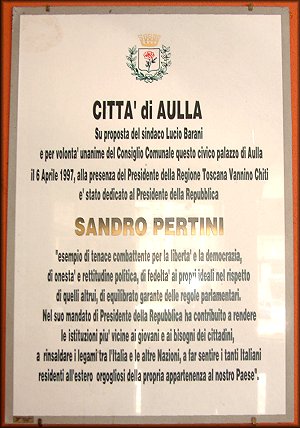 CITTA' di AULLA
Su proposta del sindaco Lucio Barani
e per volonta' unanime del Consiglio Comunale questo civico palazzo di Aulla
il 6 Aprile 1997, alla presenza del Presidente della Regione Toscana Vannino Chiti
e' stato dedicato al Presidente della Repubblica
SANDRO PERTINI
"esempio di tenace combattente per la liberta' e la democrazia,
di onesta' e rettitudine politica, di fedelta' ai propri ideali nel rispetto
di quelli altrui, di equilibrato garante delle regole parlamentari.
Nel suo mandato di Presidente della Repubblica ha contribuito a rendere
le istituzioni piu' vicine ai giovani e ai bisogni dei cittadini,
a rinsaldare i legami tra l'Italia e le altre Nazioni, a far sentire i tanti Italiani
residenti all'estero orgogliosi della propria appartenenza al nostro Paese".